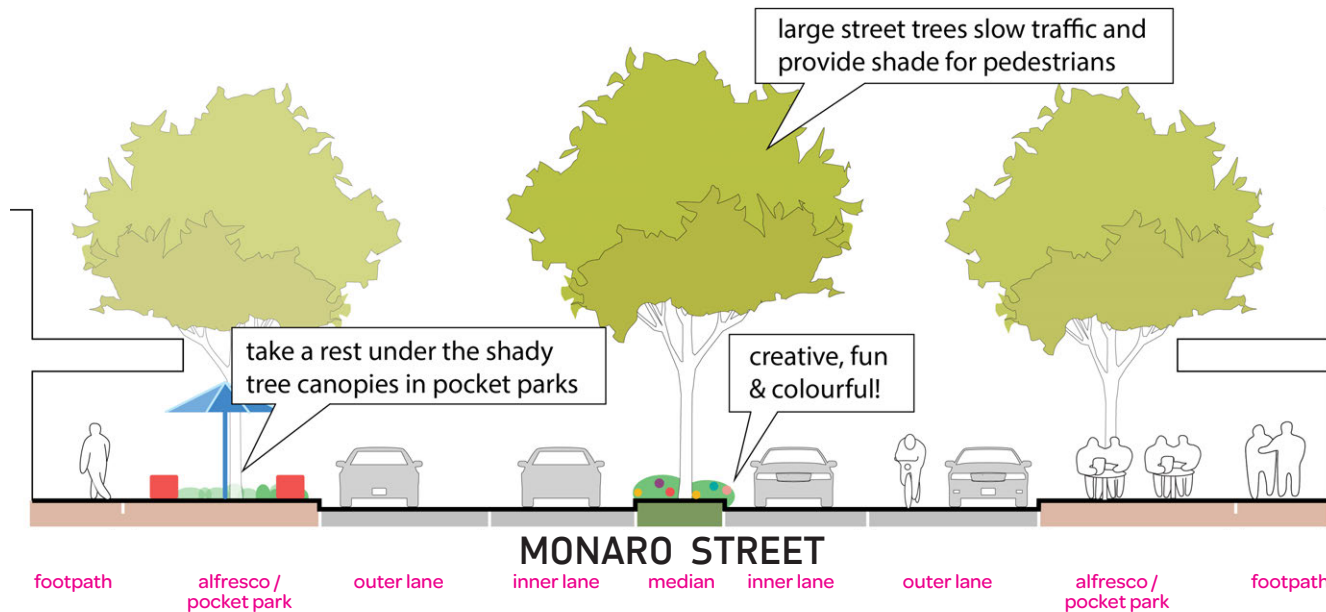 large street trees slow traffic and
provide shade for pedestrians
take a rest under the shady
tree canopies in pocket parks
creative, fun
& colourful!
MONARO STREET
footpath
alfresco /
pocket park
outer lane
inner lane
median
inner lane
outer lane
alfresco /
pocket park
footpath